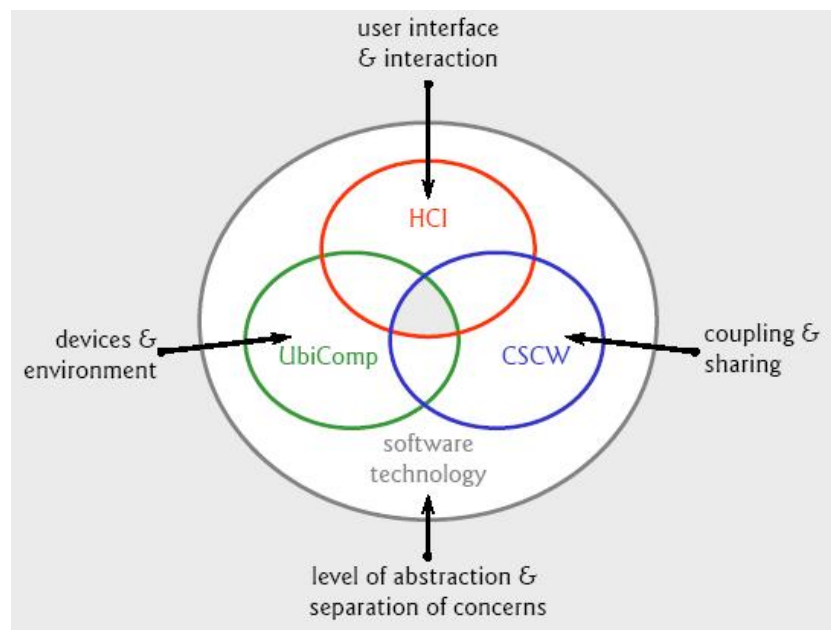 user interface
& interaction
HCI
devices &
environment
UbiComp
CSCW
coupling &
sharing
software
technology
level of abstraction &
separation of concerns